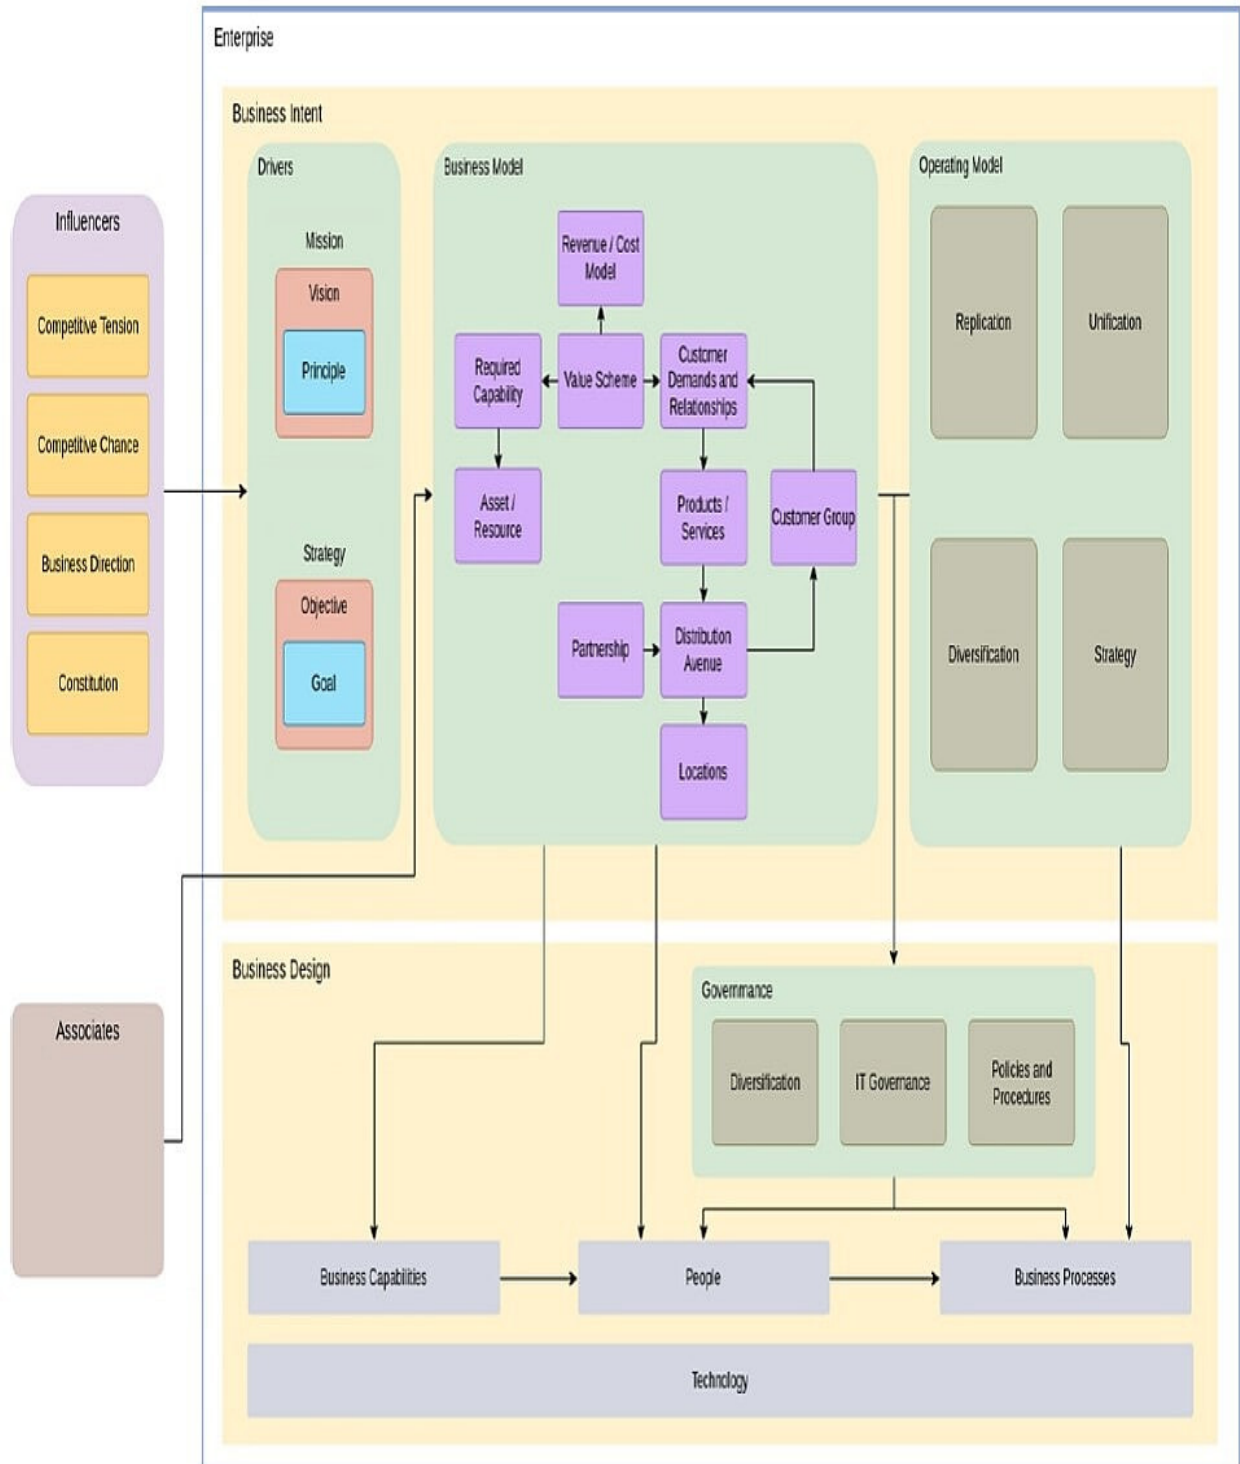 Enterprise
Business Intent
Influencers
Competitive Tension
Competitive Chance
Business Direction
Constitution
Drivers
Mission
Vision
Principle
Strategy
Objective
Goal
Business Model
Revenue / Cost
Model
Required
Capability
Value Scheme
Customer
Demands and
Relationships
Asset /
Resource
Products /
Services
Customer Group
Partnership
Distribution
Avenue
Locations
Operating Model
Replication
Unification
Diversification
Strategy
Associates
Business Design
Governmance
Diversification
IT Governance
Policies and
Procedures
Business Capabilities
People
Business Processes
Technology